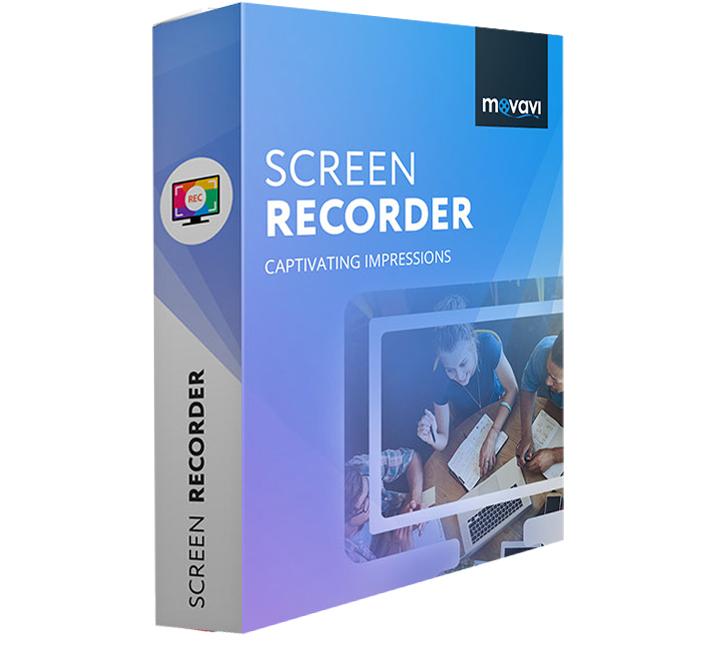 movavi
SCREEN
RECORDER
CAPTIVATING IMPRESSIONS
REC
SCREEN RECORDER